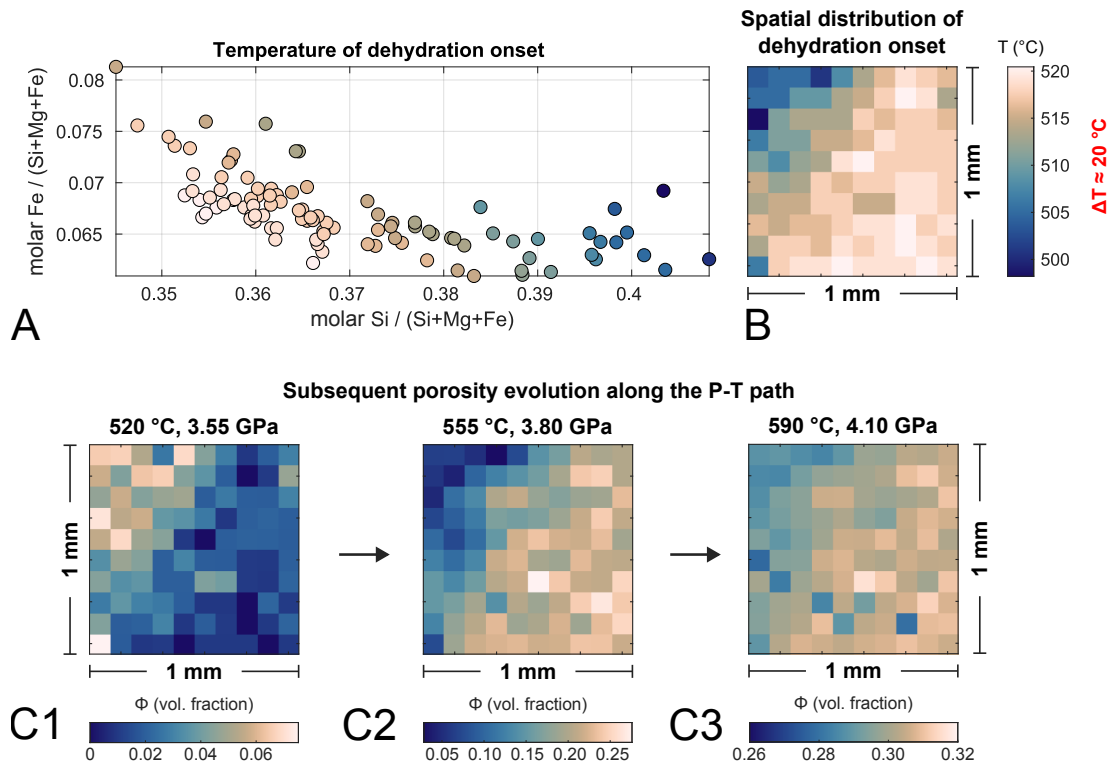 Temperature of dehydration onset
0.08
0.075
0.07
0.065
molar Fe / (Si+Mg+Fe)
0.35 0.36 0.37 0.38 0.39 0.4
molar Si / (Si+Mg+Fe)
A
Spatial distribution of
dehydration onset
T (°C)
520
515
510
505
500
ΔT ≈ 20 °C
1 mm
1 mm
B
Subsequent porosity evolution along the P-T path
520 °C, 3.55 GPa
555 °C, 3.80 GPa
590 °C, 4.10 GPa
1 mm
1 mm
1 mm
1 mm
1 mm
C1
Φ (vol. fraction)
0 0.02 0.04 0.06
C2
Φ (vol. fraction)
0.05 0.10 0.15 0.20 0.25
C3
Φ (vol. fraction)
0.26 0.28 0.30 0.32